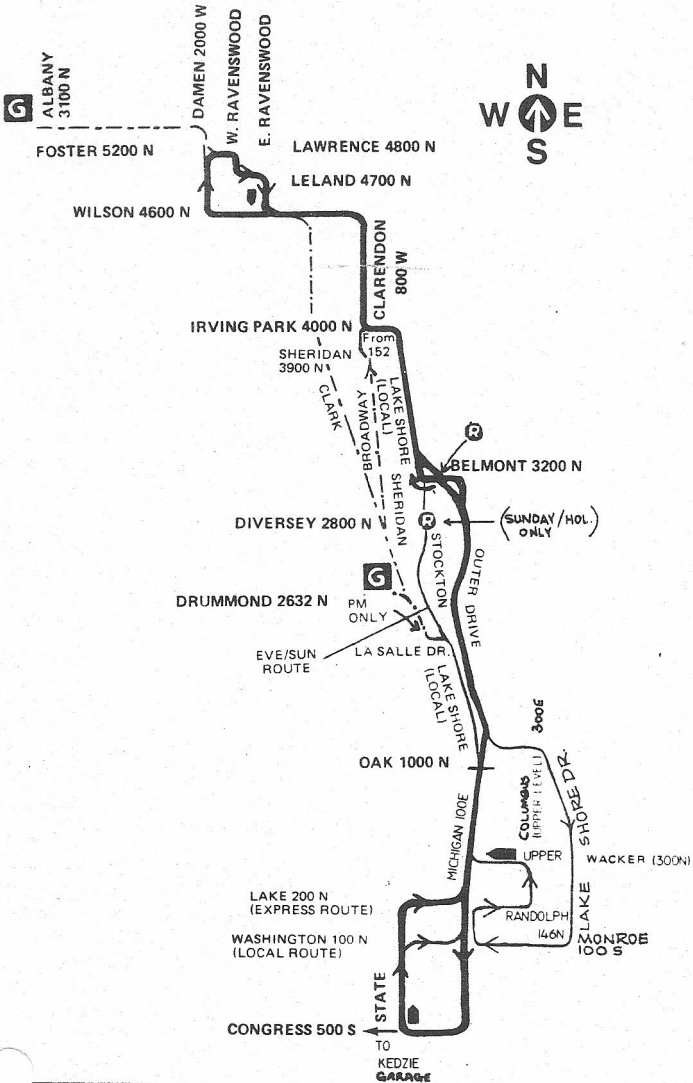 G
ALBANY
3100 N
DAMEN 2000 W
W. RAVENSWOOD
E. RAVENSWOOD
N
W E
S
FOSTER 5200 N
LAWRENCE 4800 N
LELAND 4700 N
WILSON 4600 N
CLARENDON
800 W
IRVING PARK 4000 N
From
152
SHERIDAN
3900 N
CLARK
BROADWAY
LAKE SHORE
(LOCAL)
SHERIDAN
R
BELMONT 3200 N
DIVERSEY 2800 N
R
(SUNDAY/HOL.)
ONLY
STOCKTON
OUTER DRIVE
G
DRUMMOND 2632 N
PM
ONLY
EVE/SUN
ROUTE
LA SALLE DR.
LAKE SHORE
(LOCAL)
300E
OAK 1000 N
MICHIGAN 100E
COLUMBUS
(UPPER LEVEL)
LAKE SHORE DR.
UPPER
WACKER (300N)
LAKE 200 N
(EXPRESS ROUTE)
RANDOLPH
146N
WASHINGTON 100 N
(LOCAL ROUTE)
MONROE
100 S
STATE
CONGRESS 500 S
TO
KEDZIE
GARAGE